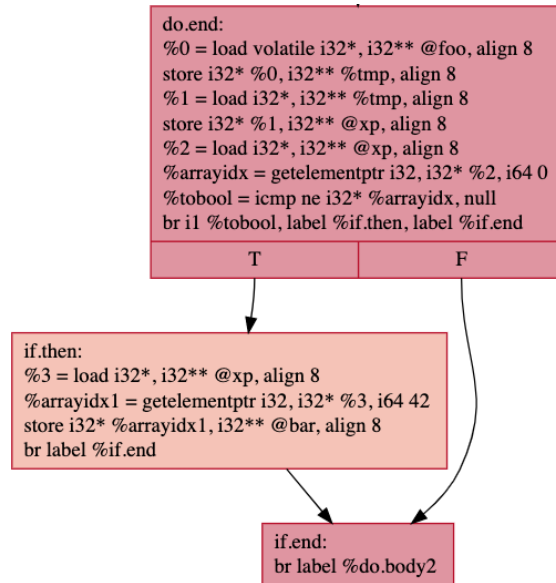 do.end:
%0 = load volatile i32*, i32** @foo, align 8
store i32* %0, i32** %tmp, align 8
%1 = load i32*, i32** %tmp, align 8
store i32* %1, i32** @xp, align 8
%2 = load i32*, i32** @xp, align 8
%arrayidx = getelementptr i32, i32* %2, i64 0
%tobool = icmp ne i32* %arrayidx, null
br i1 %tobool, label %if.then, label %if.end
T F
if.then:
%3 = load i32*, i32** @xp, align 8
%arrayidx1 = getelementptr i32, i32* %3, i64 42
store i32* %arrayidx1, i32** @bar, align 8
br label %if.end
if.end:
br label %do.body2